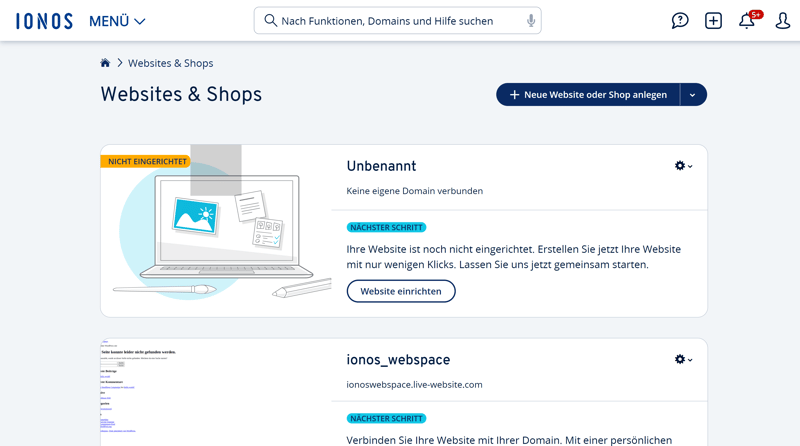 IONOS MENÜ Nach Funktionen, Domains und Hilfe suchen 5+
Websites & Shops
Websites & Shops
Neue Website oder Shop anlegen
NICHT EINGERICHTET
Unbenannt
Keine eigene Domain verbunden
NÄCHSTER SCHRITT
Ihre Website ist noch nicht eingerichtet. Erstellen Sie jetzt Ihre Website
mit nur wenigen Klicks. Lassen Sie uns jetzt gemeinsam starten.
Website einrichten
Seite konnte leider nicht gefunden werden.
ionos_webspace
ionoswebspace.live-website.com
NÄCHSTER SCHRITT
Verbinden Sie Ihre Website mit Ihrer Domain. Mit einer persönlichen